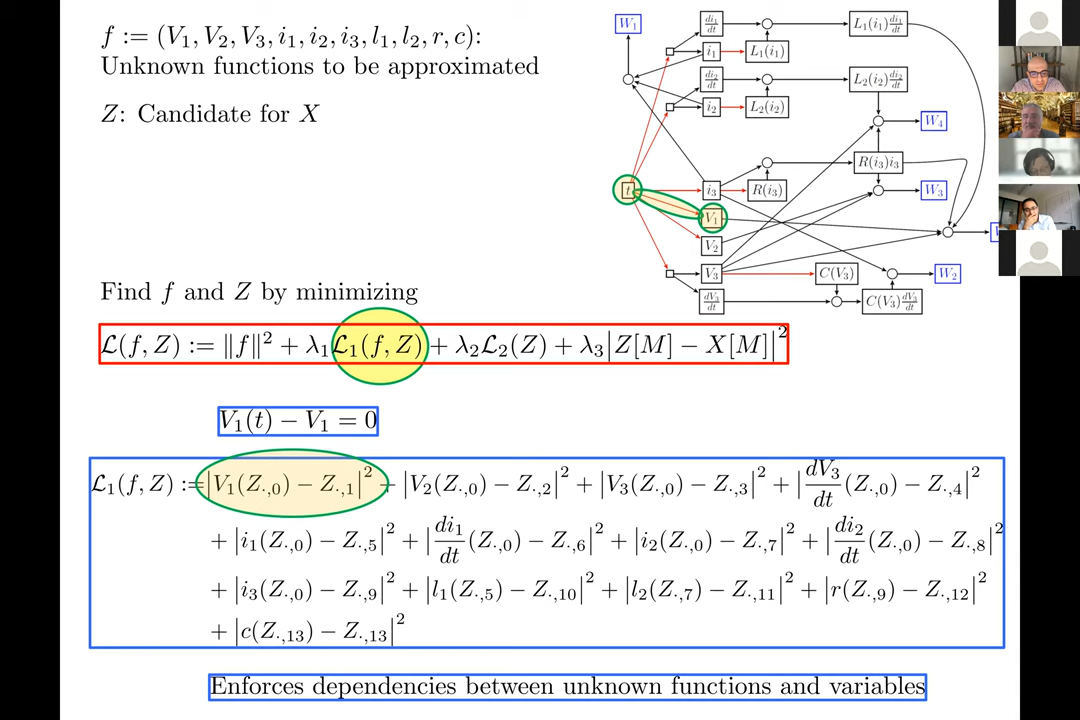 f := (V₁, V₂, V₃, i₁, i₂, i₃, l₁, l₂, r, c):
Unknown functions to be approximated
Z: Candidate for X
W₁
di₁/dt
L₁(i₁)di₁/dt
i₁
L₁(i₁)
di₂/dt
L₂(i₂)di₂/dt
i₂
L₂(i₂)
W₄
R(i₃)i₃
t
i₃
R(i₃)
W₃
V₁
V₂
V₃
C(V₃)
W₂
dV₃/dt
C(V₃)dV₃/dt
Find f and Z by minimizing
ℒ(f, Z) := ‖f‖² + λ₁ℒ₁(f, Z) + λ₂ℒ₂(Z) + λ₃|Z[M] − X[M]|²
V₁(t) − V₁ = 0
ℒ₁(f, Z) := |V₁(Z.,₀) − Z.,₁|² + |V₂(Z.,₀) − Z.,₂|² + |V₃(Z.,₀) − Z.,₃|² + |dV₃/dt(Z.,₀) − Z.,₄|²
+ |i₁(Z.,₀) − Z.,₅|² + |di₁/dt(Z.,₀) − Z.,₆|² + |i₂(Z.,₀) − Z.,₇|² + |di₂/dt(Z.,₀) − Z.,₈|²
+ |i₃(Z.,₀) − Z.,₉|² + |l₁(Z.,₅) − Z.,₁₀|² + |l₂(Z.,₇) − Z.,₁₁|² + |r(Z.,₉) − Z.,₁₂|²
+ |c(Z.,₁₃) − Z.,₁₃|²
Enforces dependencies between unknown functions and variables